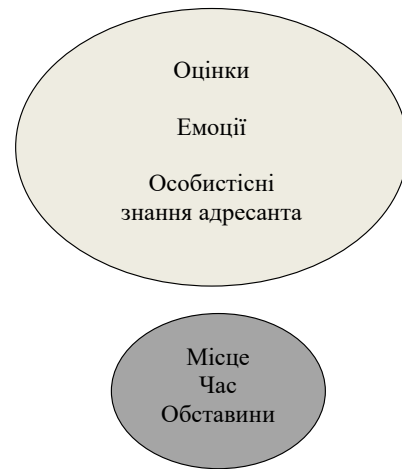 Оцінки
Емоції
Особистісні
знання адресанта
Місце
Час
Обставини